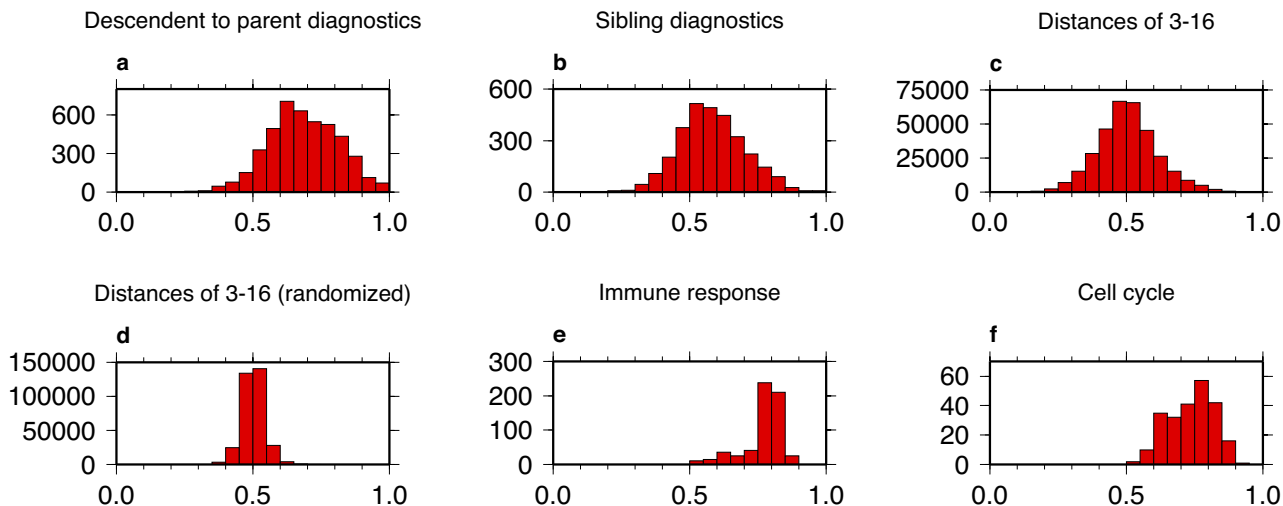 Descendent to parent diagnostics
Sibling diagnostics
Distances of 3-16
a
b
c
600
300
0
600
300
0
75000
50000
25000
0
0.0 0.5 1.0
0.0 0.5 1.0
0.0 0.5 1.0
Distances of 3-16 (randomized)
Immune response
Cell cycle
d
e
f
150000
100000
50000
0
300
200
100
0
60
40
20
0
0.0 0.5 1.0
0.0 0.5 1.0
0.0 0.5 1.0